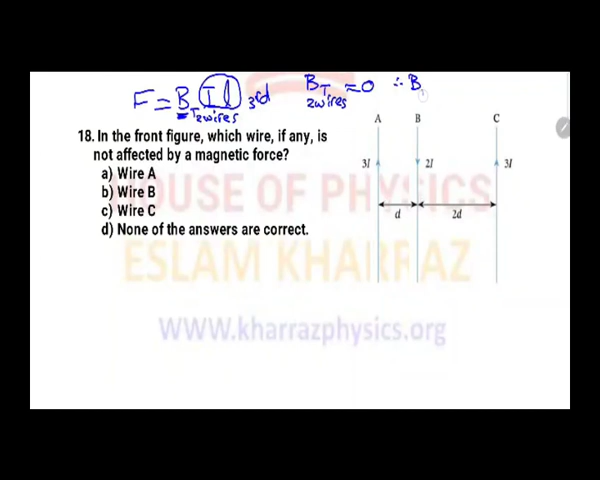 F = B T 2wires I l 3rd B T 2wires = 0 ∴ B
18. In the front figure, which wire, if any, is
not affected by a magnetic force?
a) Wire A
b) Wire B
c) Wire C
d) None of the answers are correct.
A B C
3I 2I 3I
d 2d
HOUSE OF PHYSICS
ESLAM KHARRAZ
www.kharrazphysics.org